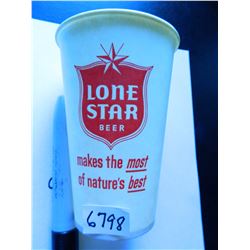 LONE
STAR
BEER
makes the most
of nature's best
6798